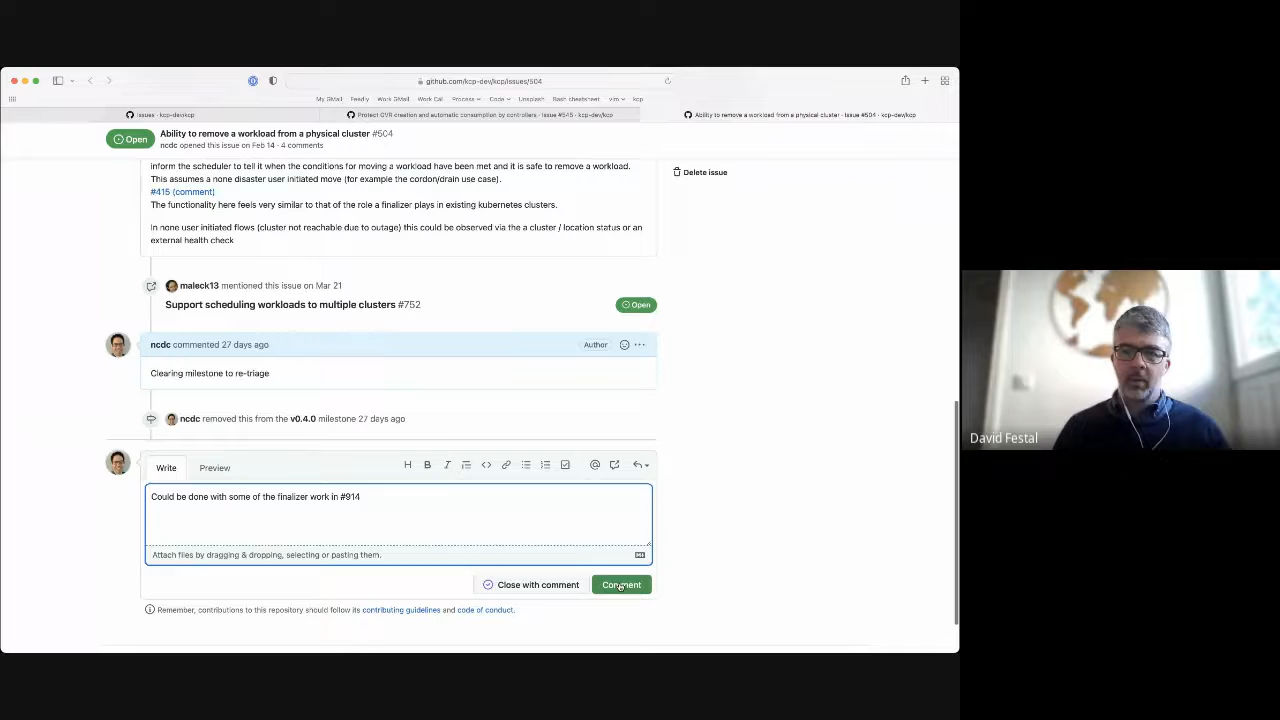 github.com/kcp-dev/kcp/issues/504
My GMail Feedly Work GMail Work Cal Process Code Unsplash Bash cheatsheet vim kcp
Issues · kcp-dev/kcp
Protect GVR creation and automatic consumption by controllers. · Issue #545 · kcp-dev/kcp
Ability to remove a workload from a physical cluster · Issue #504 · kcp-dev/kcp
Open
Ability to remove a workload from a physical cluster #504
ncdc opened this issue on Feb 14 · 4 comments
inform the scheduler to tell it when the conditions for moving a workload have been met and it is safe to remove a workload.
This assumes a none disaster user initiated move (for example the cordon/drain use case).
#415 (comment)
The functionality here feels very similar to that of the role a finalizer plays in existing kubernetes clusters.
In none user initiated flows (cluster not reachable due to outage) this could be observed via the a cluster / location status or an
external health check
Delete issue
maleck13 mentioned this issue on Mar 21
Support scheduling workloads to multiple clusters #752
Open
ncdc commented 27 days ago
Author
Clearing milestone to re-triage
ncdc removed this from the v0.4.0 milestone 27 days ago
Write
Preview
Could be done with some of the finalizer work in #914
Attach files by dragging & dropping, selecting or pasting them.
Close with comment
Comment
Remember, contributions to this repository should follow its contributing guidelines and code of conduct.
David Festal